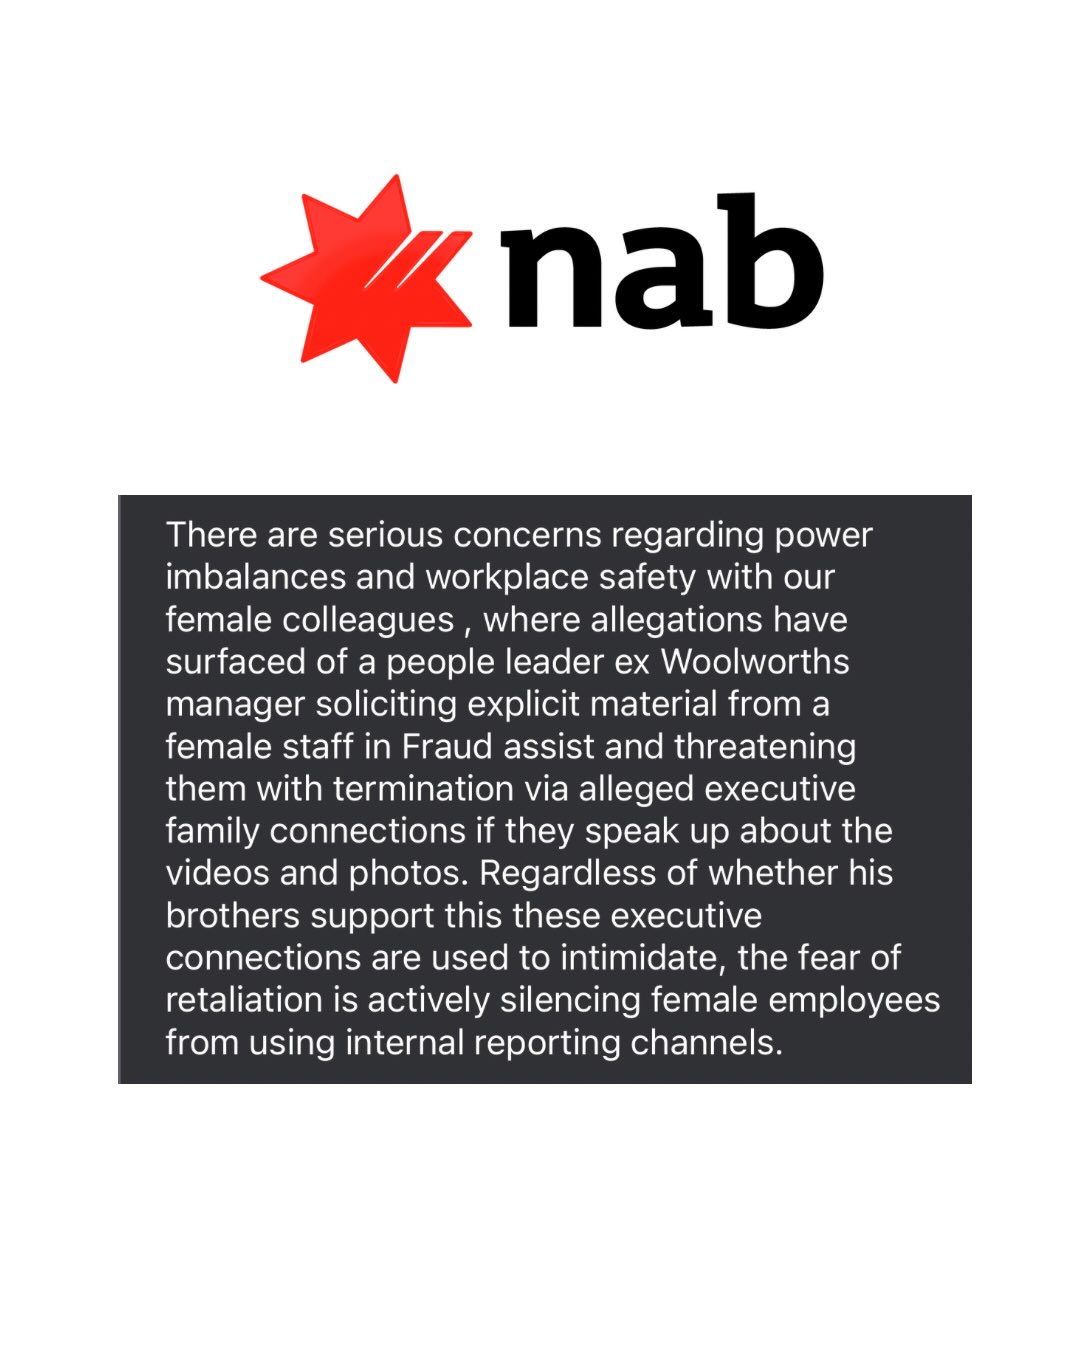 nab
There are serious concerns regarding power
imbalances and workplace safety with our
female colleagues , where allegations have
surfaced of a people leader ex Woolworths
manager soliciting explicit material from a
female staff in Fraud assist and threatening
them with termination via alleged executive
family connections if they speak up about the
videos and photos. Regardless of whether his
brothers support this these executive
connections are used to intimidate, the fear of
retaliation is actively silencing female employees
from using internal reporting channels.